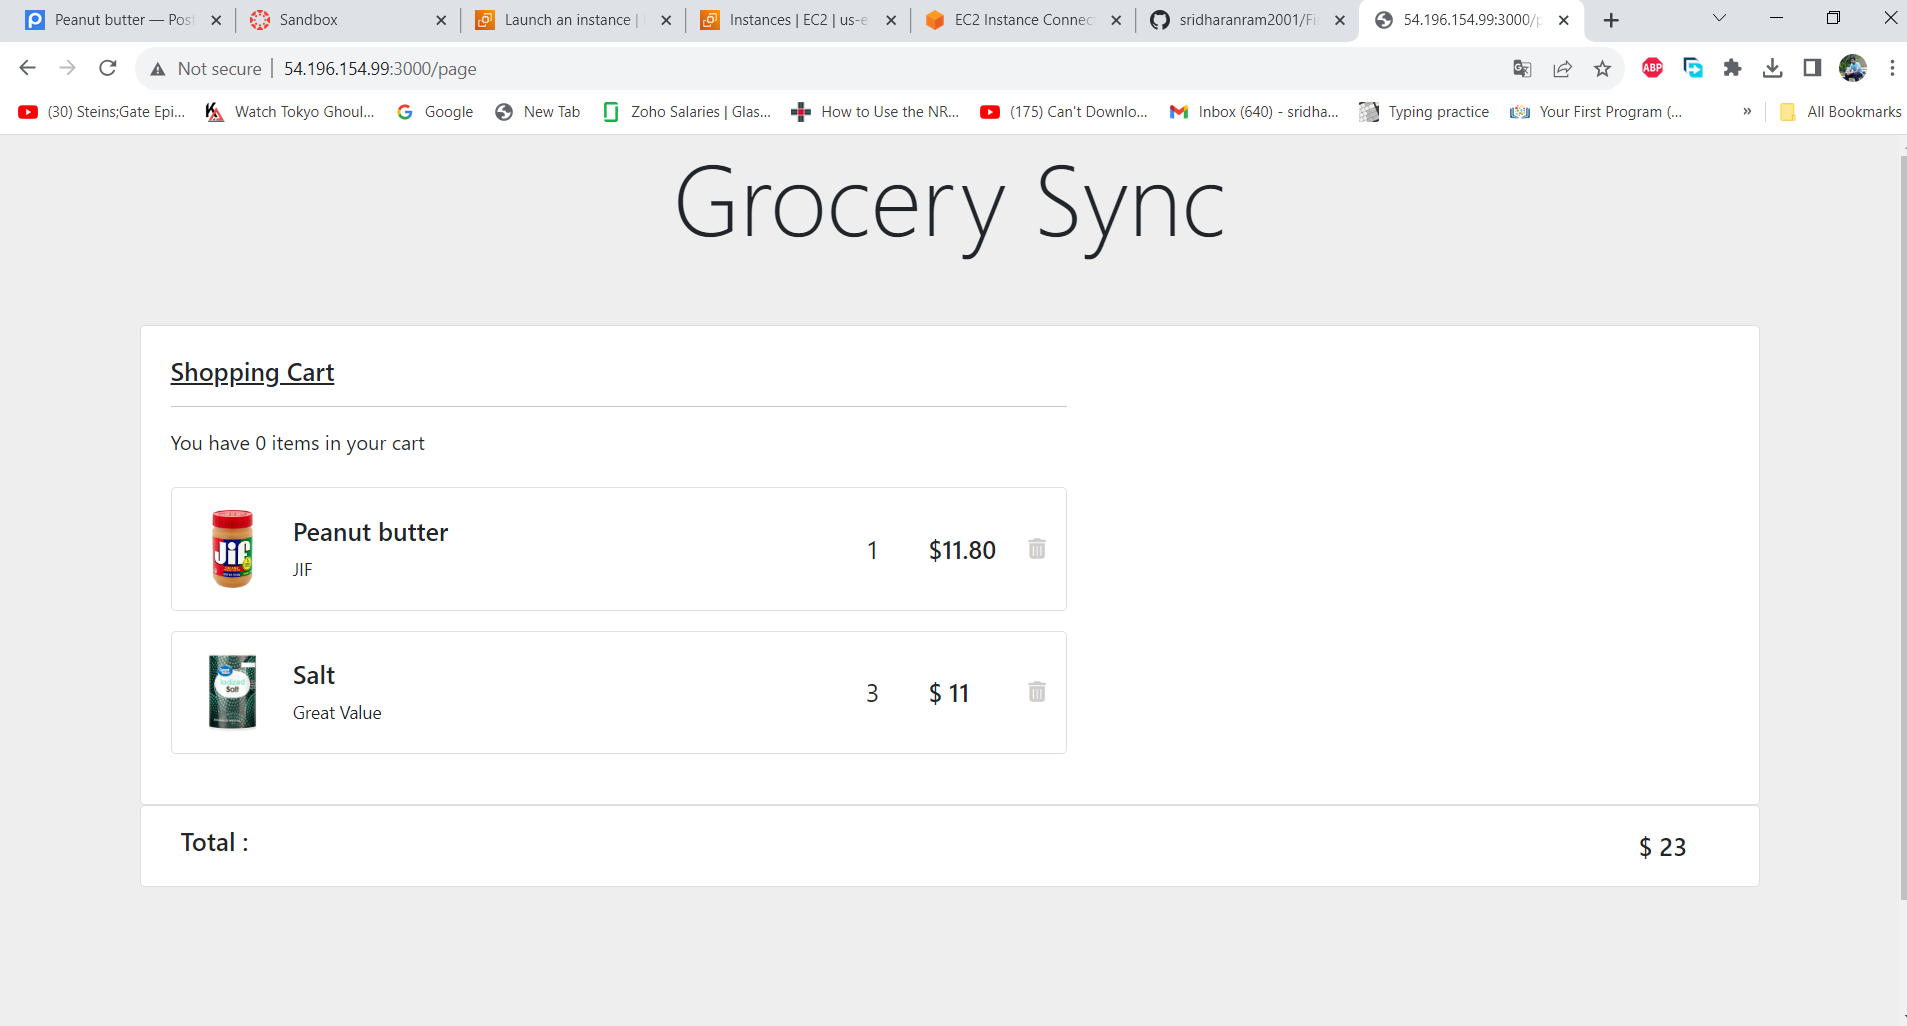 Peanut butter — Post
Sandbox
Launch an instance |
Instances | EC2 | us-e
EC2 Instance Connec
sridharanram2001/Fi
54.196.154.99:3000/p
Not secure
54.196.154.99:3000/page
ABP
(30) Steins;Gate Epi...
Watch Tokyo Ghoul...
Google
New Tab
Zoho Salaries | Glas...
How to Use the NR...
(175) Can't Downlo...
Inbox (640) - sridha...
Typing practice
Your First Program (...
»
All Bookmarks
Grocery Sync
Shopping Cart
You have 0 items in your cart
Jif
Peanut butter
JIF
1
$11.80
iodized
Salt
Salt
Great Value
3
$ 11
Total :
$ 23